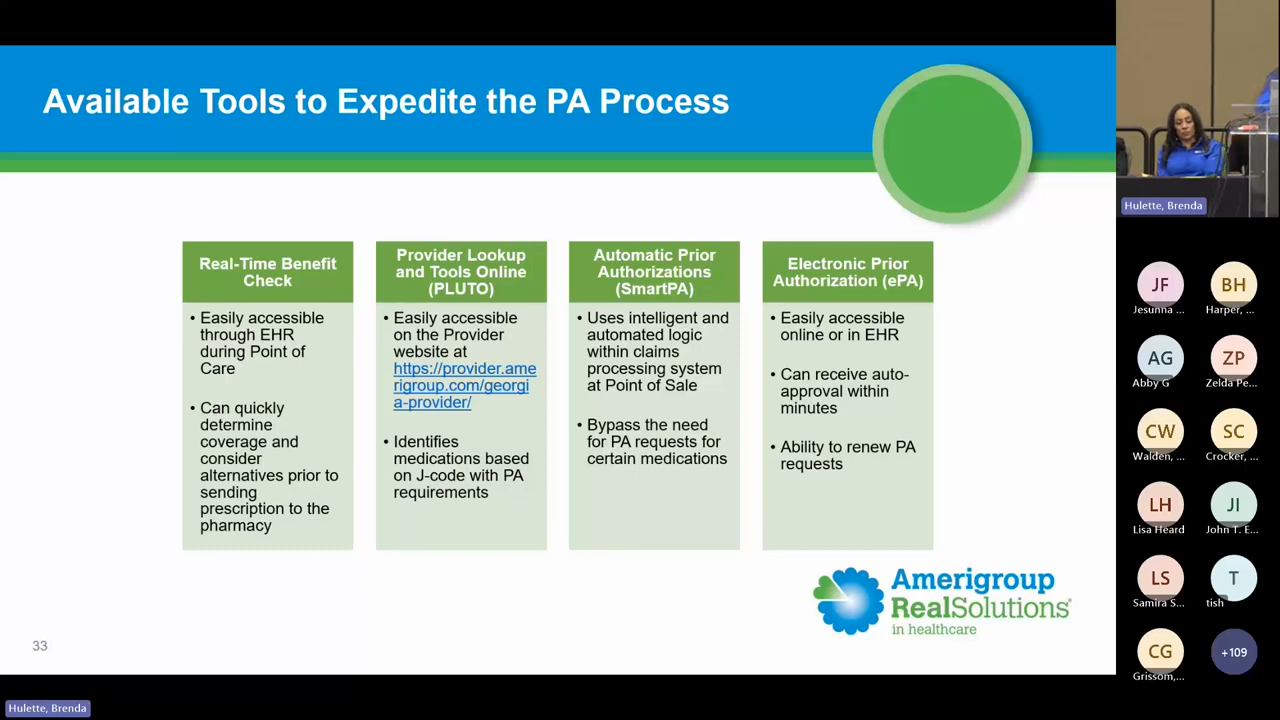 Available Tools to Expedite the PA Process
Real-Time Benefit
Check
• Easily accessible
through EHR
during Point of
Care
• Can quickly
determine
coverage and
consider
alternatives prior to
sending
prescription to the
pharmacy
Provider Lookup
and Tools Online
(PLUTO)
• Easily accessible
on the Provider
website at
https://provider.ame
rigroup.com/georgi
a-provider/
• Identifies
medications based
on J-code with PA
requirements
Automatic Prior
Authorizations
(SmartPA)
• Uses intelligent and
automated logic
within claims
processing system
at Point of Sale
• Bypass the need
for PA requests for
certain medications
Electronic Prior
Authorization (ePA)
• Easily accessible
online or in EHR
• Can receive auto-
approval within
minutes
• Ability to renew PA
requests
Amerigroup
RealSolutions®
in healthcare
33
Hulette, Brenda
Hulette, Brenda
JF
Jesunna ...
BH
Harper, ...
AG
Abby G
ZP
Zelda Pe...
CW
Walden, ...
SC
Crocker, ...
LH
Lisa Heard
JI
John T. E...
LS
Samira S...
T
tish
CG
Grissom,...
+109